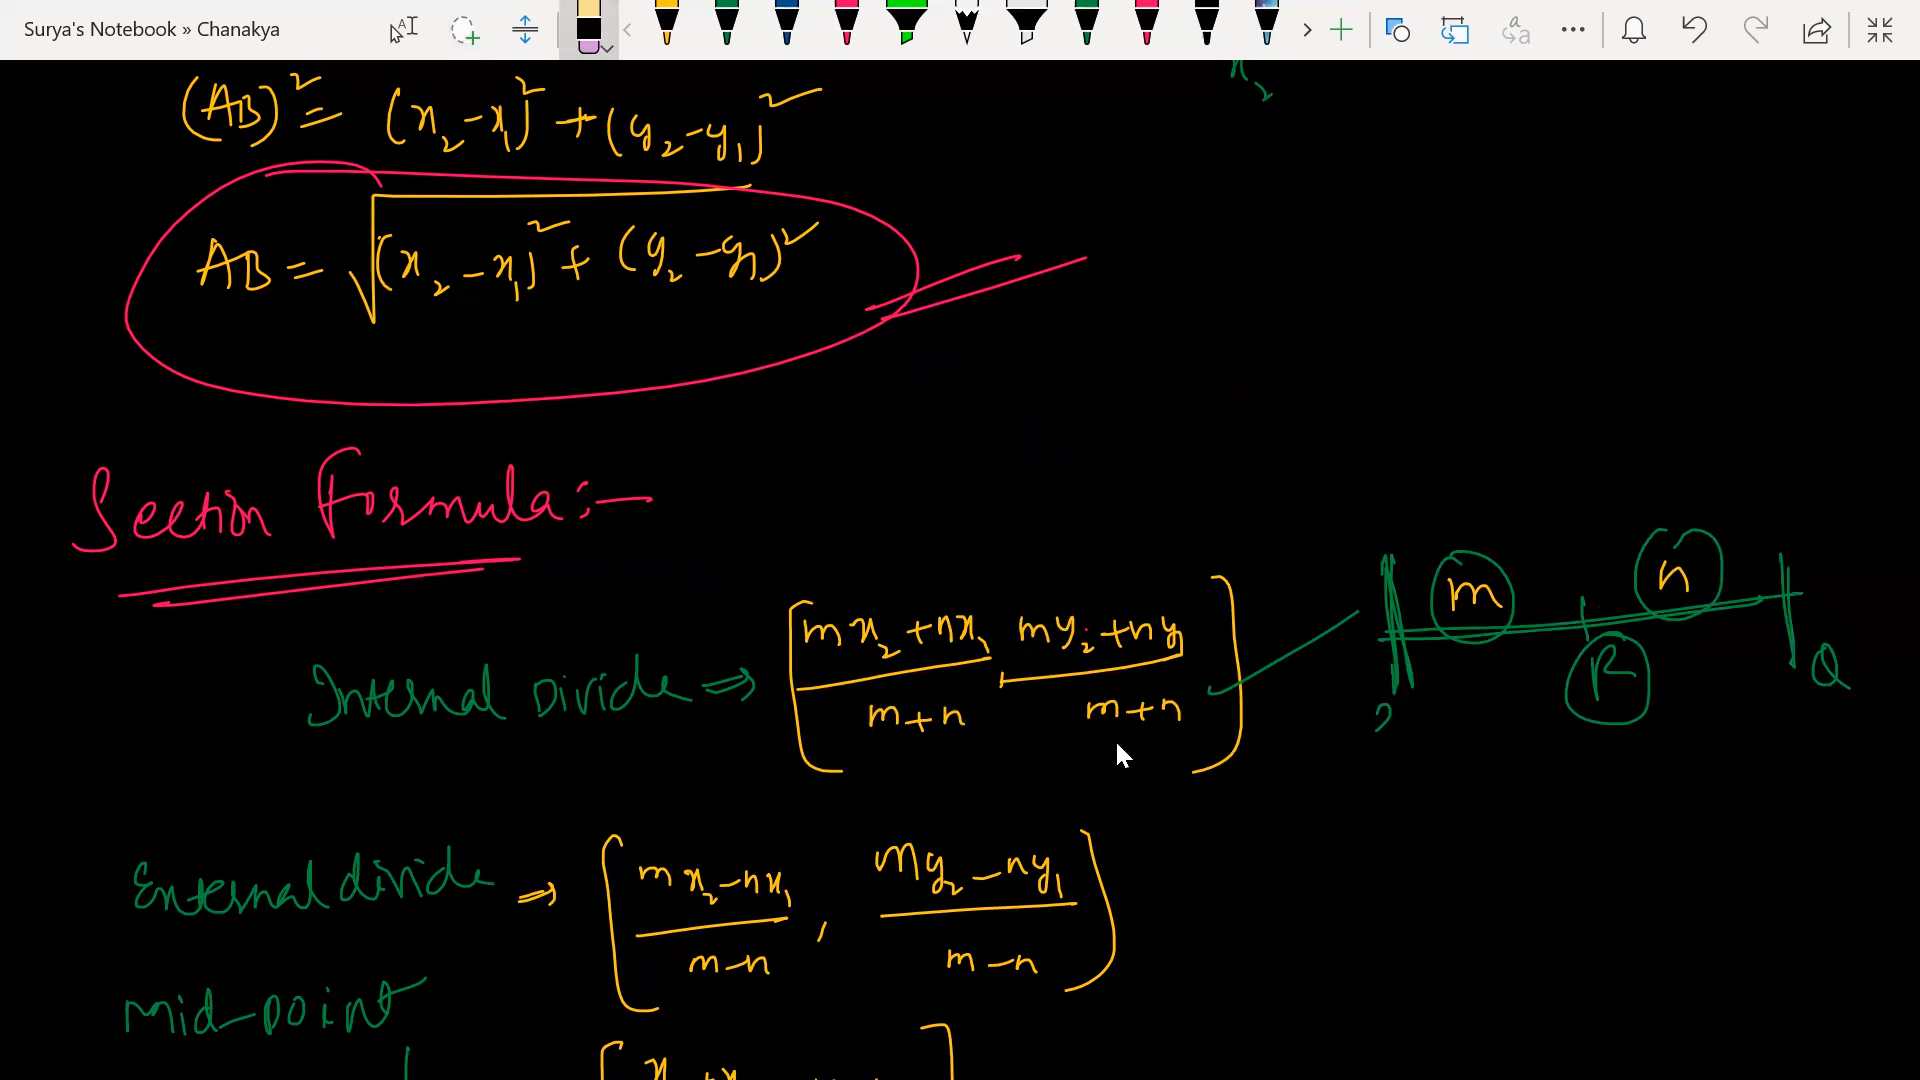 Surya's Notebook » Chanakya
x₂
(AB)² = (x₂-x₁)² + (y₂-y₁)²
AB = √(x₂-x₁)² + (y₂-y₁)²
Section Formula:-
m n
Internal Divide ⇒ [mx₂+nx₁/m+n, my₂+ny₁/m+n]
R Q
External divide ⇒ [mx₂-nx₁/m-n, my₂-ny₁/m-n]
mid-point